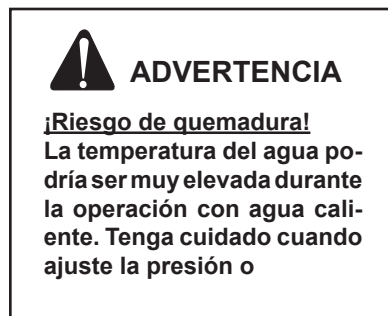 ADVERTENCIA
¡Riesgo de quemadura!
La temperatura del agua po-
dría ser muy elevada durante
la operación con agua cali-
ente. Tenga cuidado cuando
ajuste la presión o